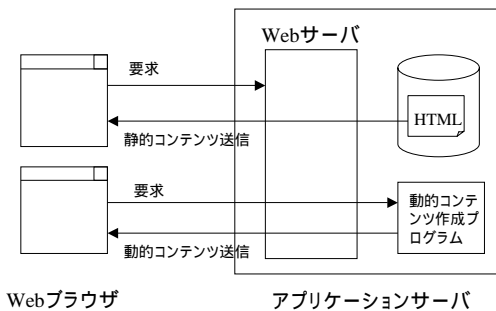 Webサーバ
要求
HTML
静的コンテンツ送信
要求
動的コンテ
ンツ作成プ
ログラム
動的コンテンツ送信
Webブラウザ
アプリケーションサーバ